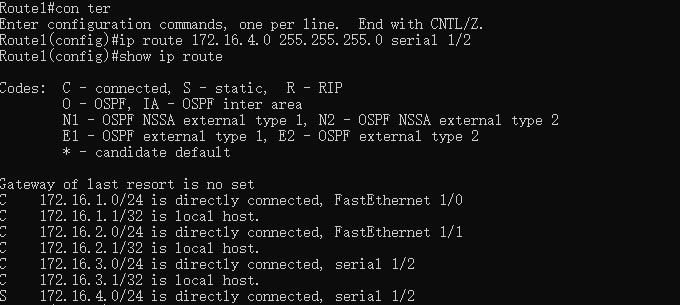 Route1#con ter
Enter configuration commands, one per line.  End with CNTL/Z.
Route1(config)#ip route 172.16.4.0 255.255.255.0 serial 1/2
Route1(config)#show ip route
Codes:  C - connected, S - static,  R - RIP
O - OSPF, IA - OSPF inter area
N1 - OSPF NSSA external type 1, N2 - OSPF NSSA external type 2
E1 - OSPF external type 1, E2 - OSPF external type 2
* - candidate default
Gateway of last resort is no set
C    172.16.1.0/24 is directly connected, FastEthernet 1/0
C    172.16.1.1/32 is local host.
C    172.16.2.0/24 is directly connected, FastEthernet 1/1
C    172.16.2.1/32 is local host.
C    172.16.3.0/24 is directly connected, serial 1/2
C    172.16.3.1/32 is local host.
S    172.16.4.0/24 is directly connected, serial 1/2